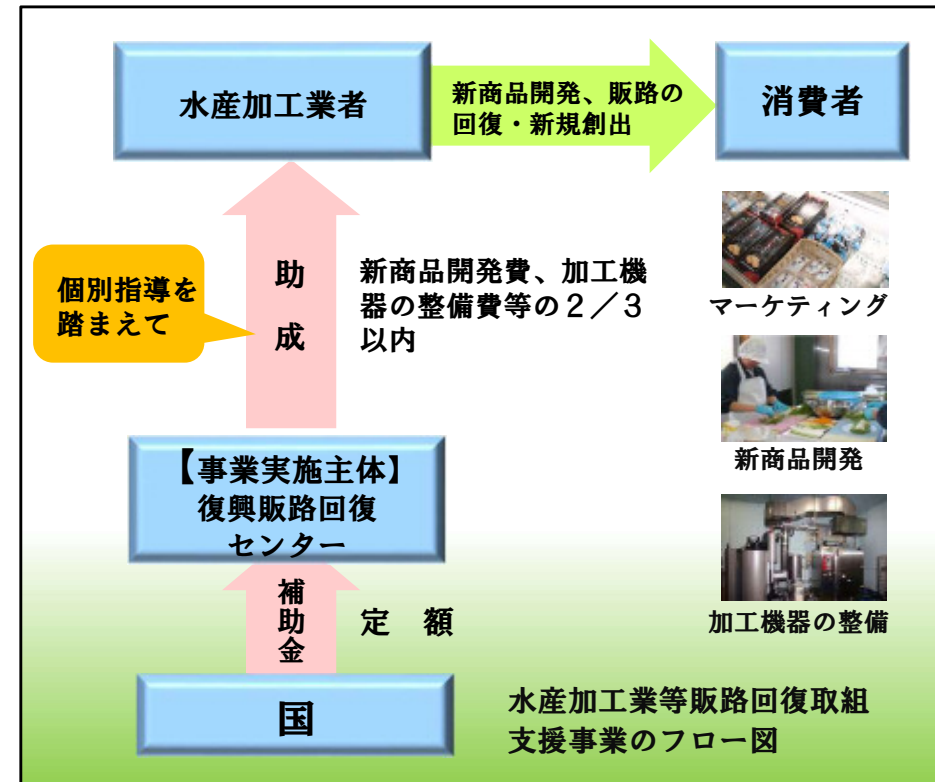 水産加工業者
新商品開発、販路の
回復・新規創出
消費者
個別指導を
踏まえて
助
成
新商品開発費、加工機
器の整備費等の２／３
以内
マーケティング
新商品開発
加工機器の整備
【事業実施主体】
復興販路回復
センター
補
助
金
定　額
国
水産加工業等販路回復取組
支援事業のフロー図